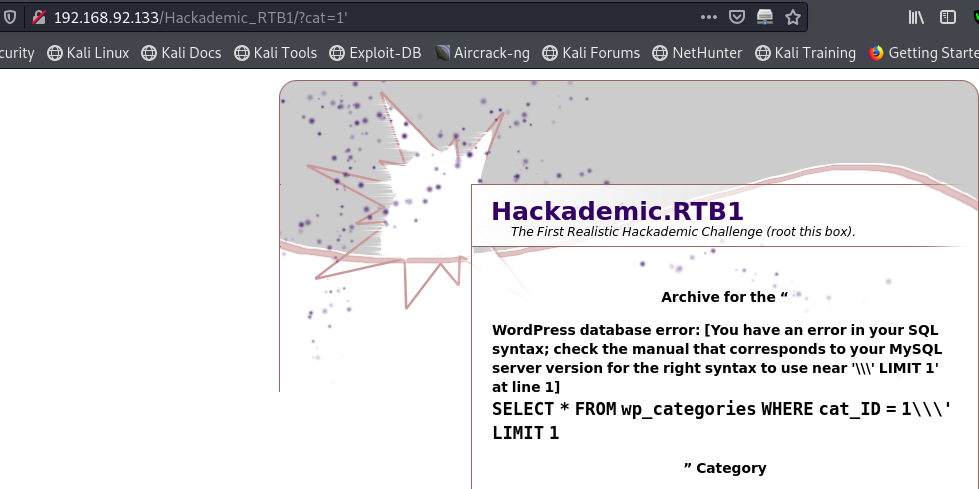 192.168.92.133/Hackademic_RTB1/?cat=1'
curity Kali Linux Kali Docs Kali Tools Exploit-DB Aircrack-ng Kali Forums NetHunter Kali Training Getting Starte
Hackademic.RTB1
The First Realistic Hackademic Challenge (root this box).
Archive for the “
WordPress database error: [You have an error in your SQL
syntax; check the manual that corresponds to your MySQL
server version for the right syntax to use near '\\\' LIMIT 1'
at line 1]
SELECT * FROM wp_categories WHERE cat_ID = 1\\\'
LIMIT 1
” Category